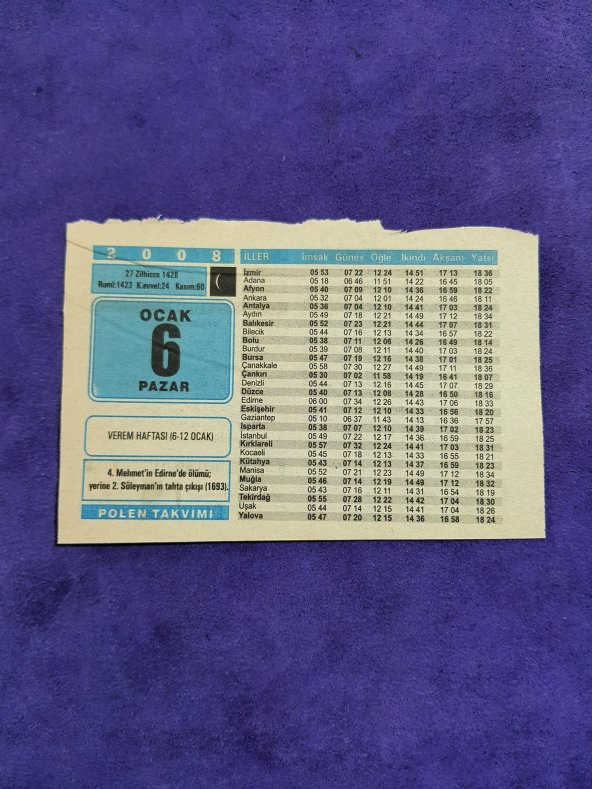 2 0 0 8
27 Zilhicce 1428
Rumi:1423 K.evvel:24 Kasım:60
OCAK
6
PAZAR
VEREM HAFTASI (6-12 OCAK)
4. Mehmet'in Edirne'de ölümü;
yerine 2. Süleyman'ın tahta çıkışı (1693).
POLEN TAKVİMİ
İLLER İmsak Güneş Öğle İkindi Akşam Yatsı
İzmir 05 53 07 22 12 24 14 51 17 13 18 36
Adana 05 18 06 46 11 51 14 22 16 45 18 05
Afyon 05 40 07 09 12 10 14 36 16 59 18 22
Ankara 05 32 07 04 12 01 14 24 16 46 18 11
Antalya 05 36 07 04 12 10 14 41 17 03 18 24
Aydın 05 49 07 18 12 21 14 49 17 12 18 34
Balıkesir 05 52 07 23 12 21 14 44 17 07 18 31
Bilecik 05 44 07 16 12 13 14 34 16 57 18 22
Bolu 05 38 07 11 12 06 14 26 16 49 18 14
Burdur 05 39 07 08 12 11 14 40 17 03 18 24
Bursa 05 47 07 19 12 16 14 38 17 01 18 25
Çanakkale 05 58 07 30 12 27 14 49 17 11 18 36
Çankırı 05 30 07 02 11 58 14 19 16 41 18 07
Denizli 05 44 07 13 12 16 14 45 17 07 18 29
Düzce 05 40 07 13 12 08 14 28 16 50 18 16
Edirne 06 00 07 34 12 26 14 43 17 06 18 33
Eskişehir 05 41 07 12 12 10 14 33 16 56 18 20
Gaziantep 05 10 06 37 11 43 14 13 16 36 17 57
Isparta 05 38 07 07 12 10 14 39 17 02 18 23
İstanbul 05 49 07 22 12 17 14 36 16 59 18 25
Kırklareli 05 57 07 32 12 24 14 41 17 03 18 31
Kocaeli 05 45 07 18 12 13 14 33 16 55 18 21
Kütahya 05 43 07 14 12 13 14 37 16 59 18 23
Manisa 05 52 07 21 12 23 14 49 17 12 18 34
Muğla 05 46 07 14 12 19 14 49 17 12 18 32
Sakarya 05 43 07 16 12 11 14 31 16 54 18 19
Tekirdağ 05 55 07 28 12 22 14 42 17 04 18 30
Uşak 05 44 07 14 12 15 14 41 17 04 18 26
Yalova 05 47 07 20 12 15 14 36 16 58 18 24